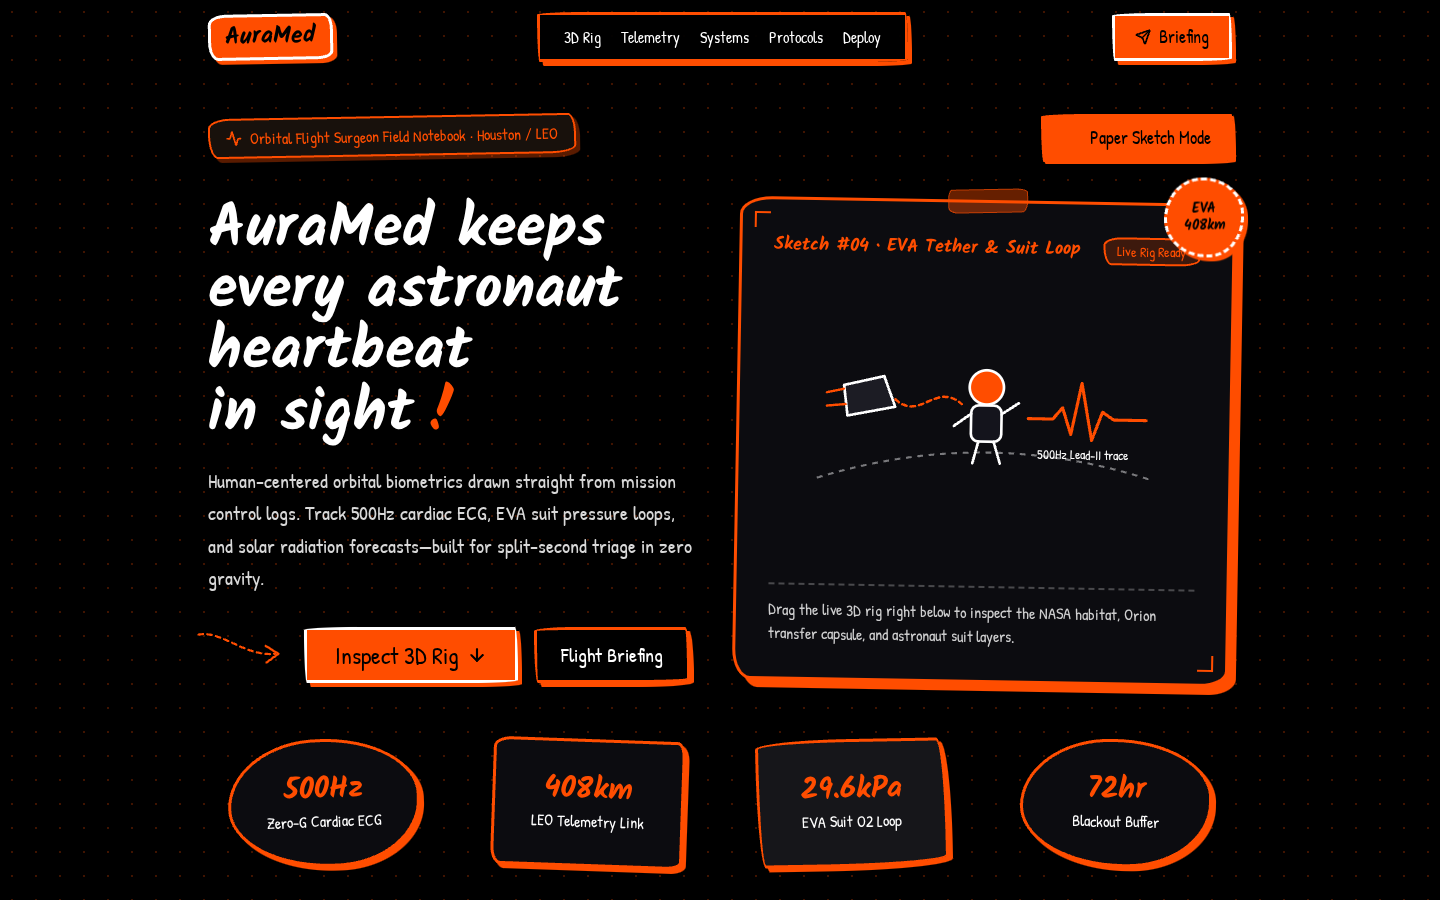 AuraMed
3D Rig Telemetry Systems Protocols Deploy
Briefing
Orbital Flight Surgeon Field Notebook · Houston / LEO
Paper Sketch Mode
AuraMed keeps
every astronaut
heartbeat
in sight !
Human-centered orbital biometrics drawn straight from mission
control logs. Track 500Hz cardiac ECG, EVA suit pressure loops,
and solar radiation forecasts—built for split-second triage in zero
gravity.
Inspect 3D Rig
Flight Briefing
EVA
408km
Sketch #04 · EVA Tether & Suit Loop
Live Rig Ready
500Hz Lead-II trace
Drag the live 3D rig right below to inspect the NASA habitat, Orion
transfer capsule, and astronaut suit layers.
500Hz
Zero-G Cardiac ECG
408km
LEO Telemetry Link
29.6kPa
EVA Suit O2 Loop
72hr
Blackout Buffer